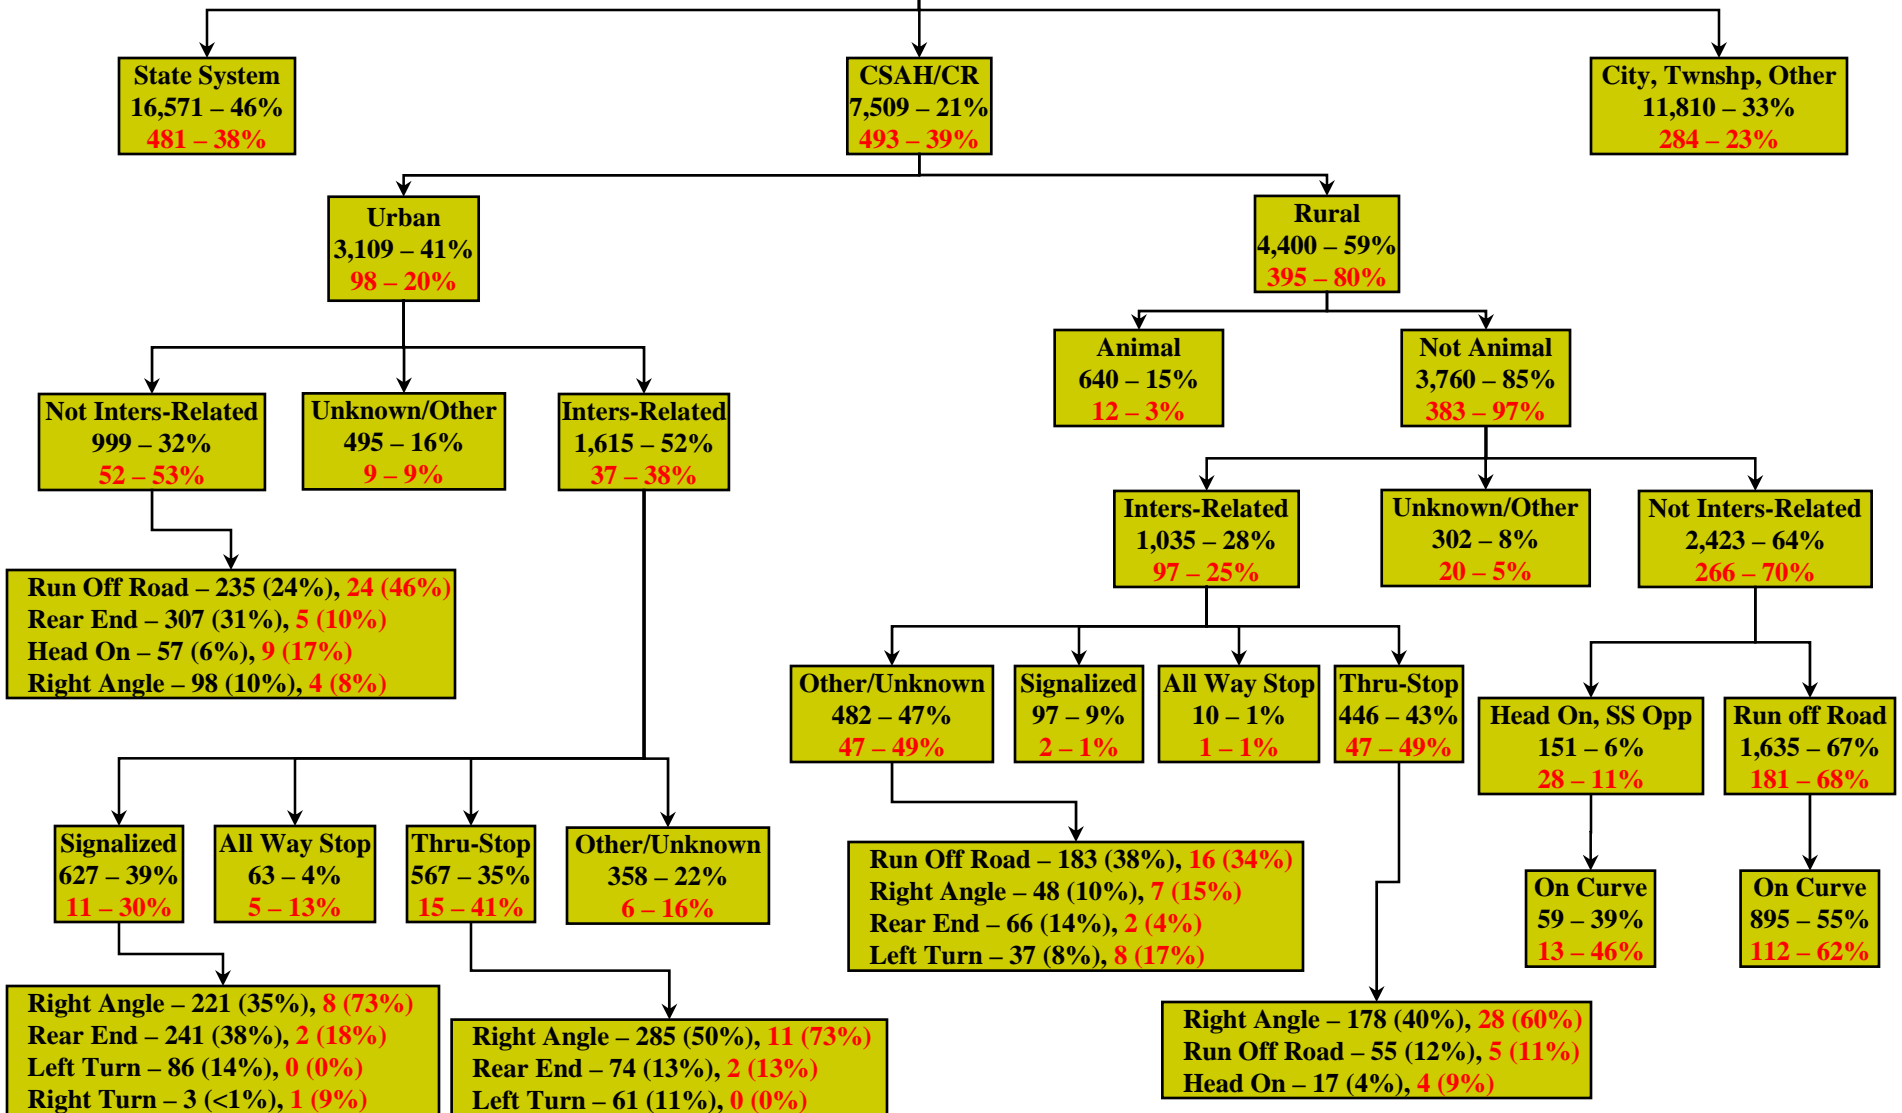 State System
16,571 – 46%
481 – 38%
CSAH/CR
7,509 – 21%
493 – 39%
City, Twnshp, Other
11,810 – 33%
284 – 23%
Urban
3,109 – 41%
98 – 20%
Rural
4,400 – 59%
395 – 80%
Animal
640 – 15%
12 – 3%
Not Animal
3,760 – 85%
383 – 97%
Not Inters-Related
999 – 32%
52 – 53%
Unknown/Other
495 – 16%
9 – 9%
Inters-Related
1,615 – 52%
37 – 38%
Inters-Related
1,035 – 28%
97 – 25%
Unknown/Other
302 – 8%
20 – 5%
Not Inters-Related
2,423 – 64%
266 – 70%
Run Off Road – 235 (24%), 24 (46%)
Rear End – 307 (31%), 5 (10%)
Head On – 57 (6%), 9 (17%)
Right Angle – 98 (10%), 4 (8%)
Other/Unknown
482 – 47%
47 – 49%
Signalized
97 – 9%
2 – 1%
All Way Stop
10 – 1%
1 – 1%
Thru-Stop
446 – 43%
47 – 49%
Head On, SS Opp
151 – 6%
28 – 11%
Run off Road
1,635 – 67%
181 – 68%
Signalized
627 – 39%
11 – 30%
All Way Stop
63 – 4%
5 – 13%
Thru-Stop
567 – 35%
15 – 41%
Other/Unknown
358 – 22%
6 – 16%
Run Off Road – 183 (38%), 16 (34%)
Right Angle – 48 (10%), 7 (15%)
Rear End – 66 (14%), 2 (4%)
Left Turn – 37 (8%), 8 (17%)
On Curve
59 – 39%
13 – 46%
On Curve
895 – 55%
112 – 62%
Right Angle – 221 (35%), 8 (73%)
Rear End – 241 (38%), 2 (18%)
Left Turn – 86 (14%), 0 (0%)
Right Turn – 3 (<1%), 1 (9%)
Right Angle – 285 (50%), 11 (73%)
Rear End – 74 (13%), 2 (13%)
Left Turn – 61 (11%), 0 (0%)
Right Angle – 178 (40%), 28 (60%)
Run Off Road – 55 (12%), 5 (11%)
Head On – 17 (4%), 4 (9%)